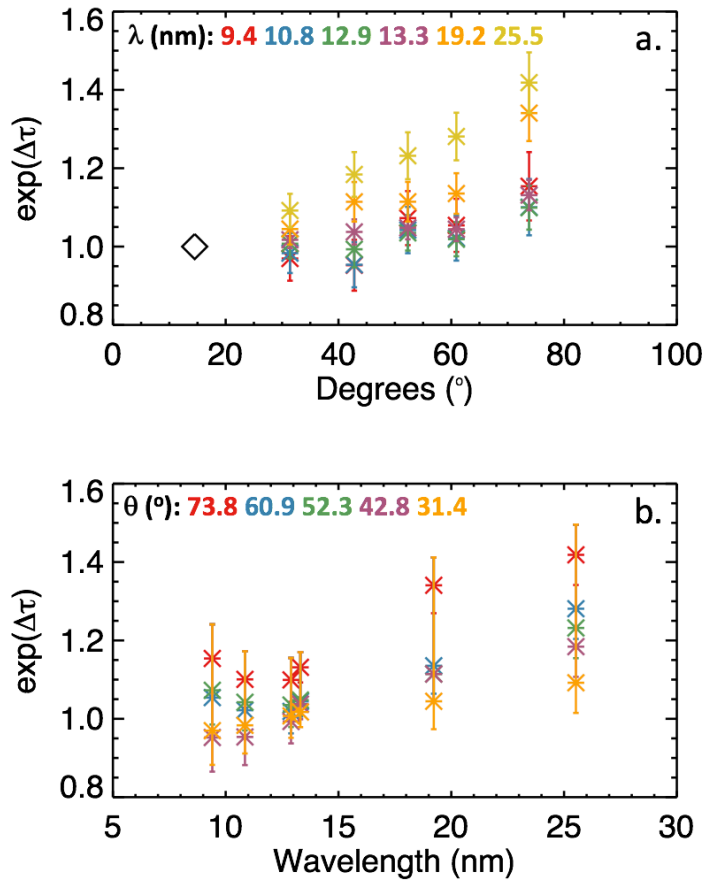 λ (nm): 9.4 10.8 12.9 13.3 19.2 25.5
a.
exp(Δτ)
1.6
1.4
1.2
1.0
0.8
0 20 40 60 80 100
Degrees (º)
θ (º): 73.8 60.9 52.3 42.8 31.4
b.
exp(Δτ)
1.6
1.4
1.2
1.0
0.8
5 10 15 20 25 30
Wavelength (nm)